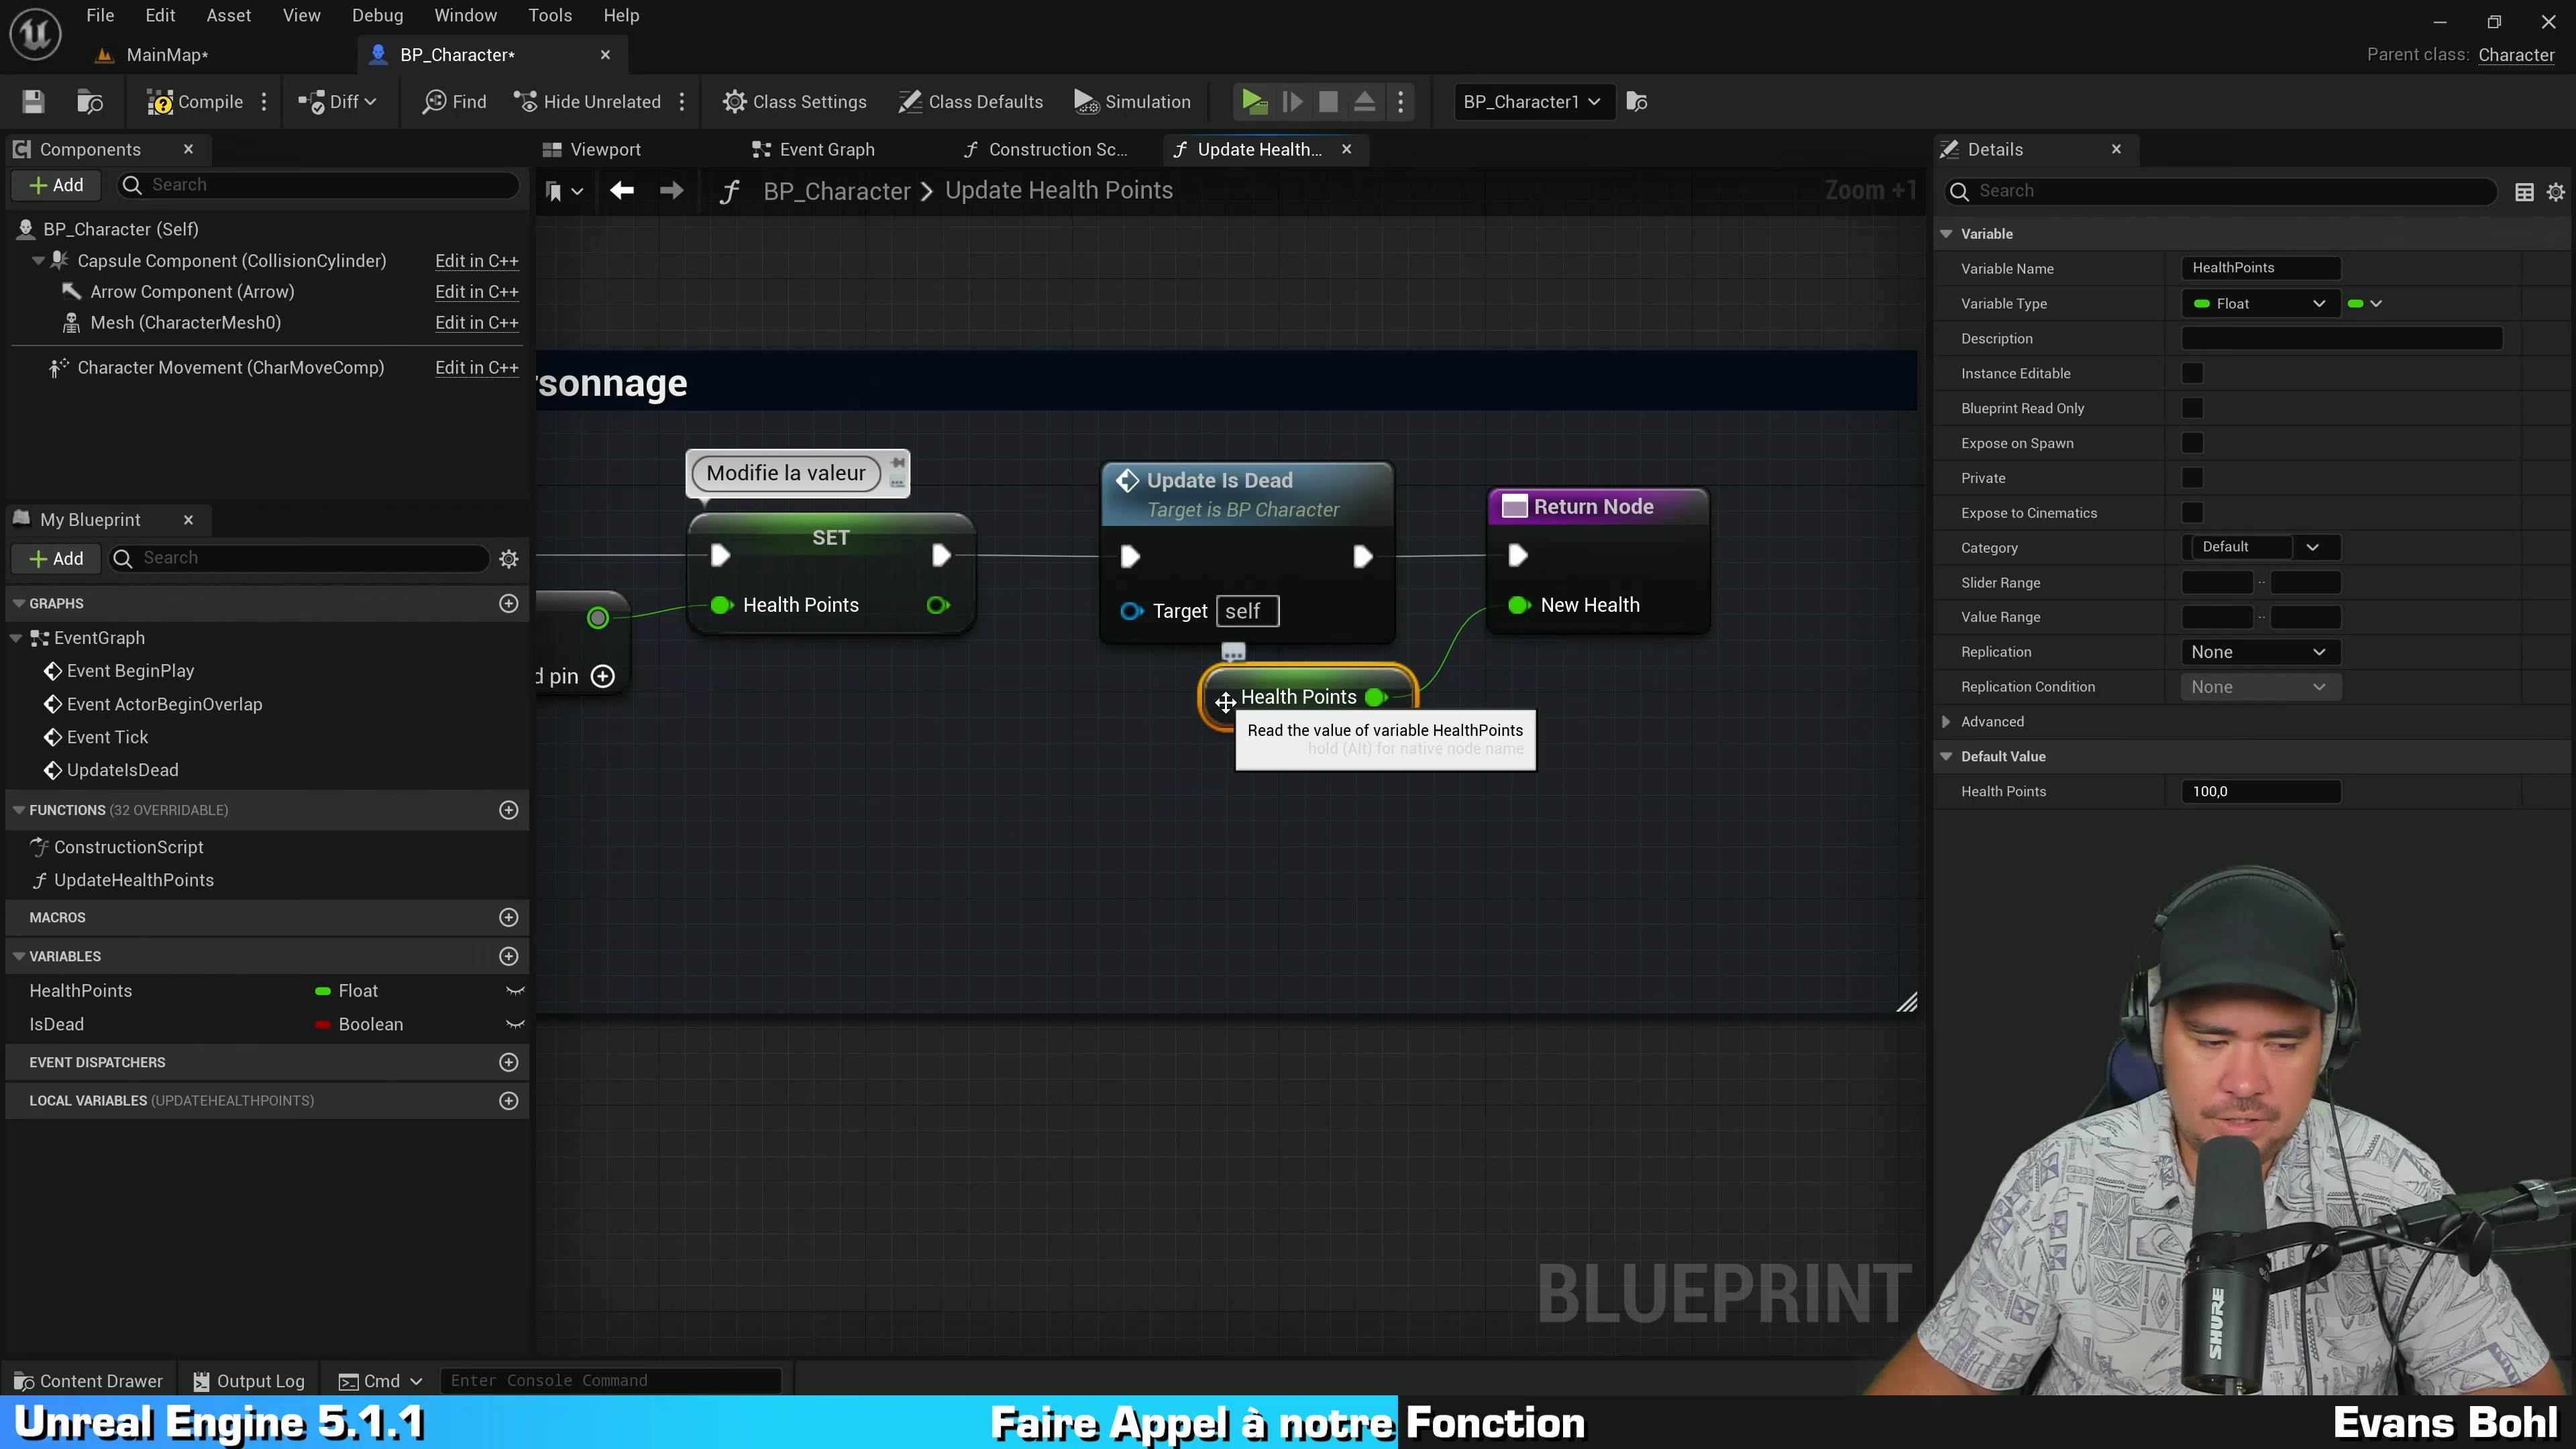 File Edit Asset View Debug Window Tools Help
MainMap* BP_Character* Parent class: Character
Compile Diff Find Hide Unrelated Class Settings Class Defaults Simulation BP_Character1
Components
Add Search
BP_Character (Self)
Capsule Component (CollisionCylinder) Edit in C++
Arrow Component (Arrow) Edit in C++
Mesh (CharacterMesh0) Edit in C++
Character Movement (CharMoveComp) Edit in C++
My Blueprint
Add Search
GRAPHS
EventGraph
Event BeginPlay
Event ActorBeginOverlap
Event Tick
UpdateIsDead
FUNCTIONS (32 OVERRIDABLE)
ConstructionScript
UpdateHealthPoints
MACROS
VARIABLES
HealthPoints Float
IsDead Boolean
EVENT DISPATCHERS
LOCAL VARIABLES (UPDATEHEALTHPOINTS)
Viewport Event Graph Construction Sc... Update Health...
BP_Character > Update Health Points Zoom +1
rsonnage
Modifie la valeur
SET
Health Points
d pin
Update Is Dead
Target is BP Character
Target self
Return Node
New Health
Health Points
Read the value of variable HealthPoints
hold (Alt) for native node name
BLUEPRINT
Details
Search
Variable
Variable Name HealthPoints
Variable Type Float
Description
Instance Editable
Blueprint Read Only
Expose on Spawn
Private
Expose to Cinematics
Category Default
Slider Range ..
Value Range ..
Replication None
Replication Condition None
Advanced
Default Value
Health Points 100,0
SHURE
Content Drawer Output Log Cmd Enter Console Command
Unreal Engine 5.1.1 Faire Appel à notre Fonction Evans Bohl